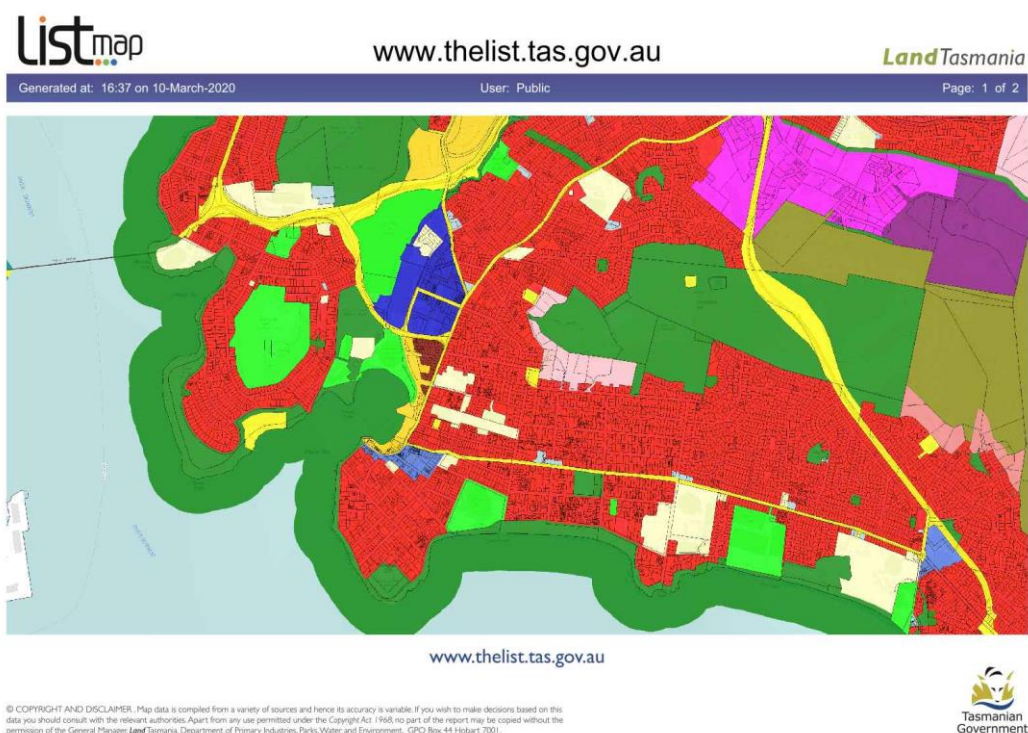 List map
www.thelist.tas.gov.au
Land Tasmania
Generated at: 16:37 on 10-March-2020
User: Public
Page: 1 of 2
www.thelist.tas.gov.au
© COPYRIGHT AND DISCLAIMER. Map data is compiled from a variety of sources and hence its accuracy is variable. If you wish to make decisions based on this
data you should consult with the relevant authorities. Apart from any use permitted under the Copyright Act 1968, no part of the report may be copied without the
permission of the General Manager, Land Tasmania, Department of Primary Industries, Parks, Water and Environment, GPO Box 44 Hobart 7001.
Tasmanian
Government